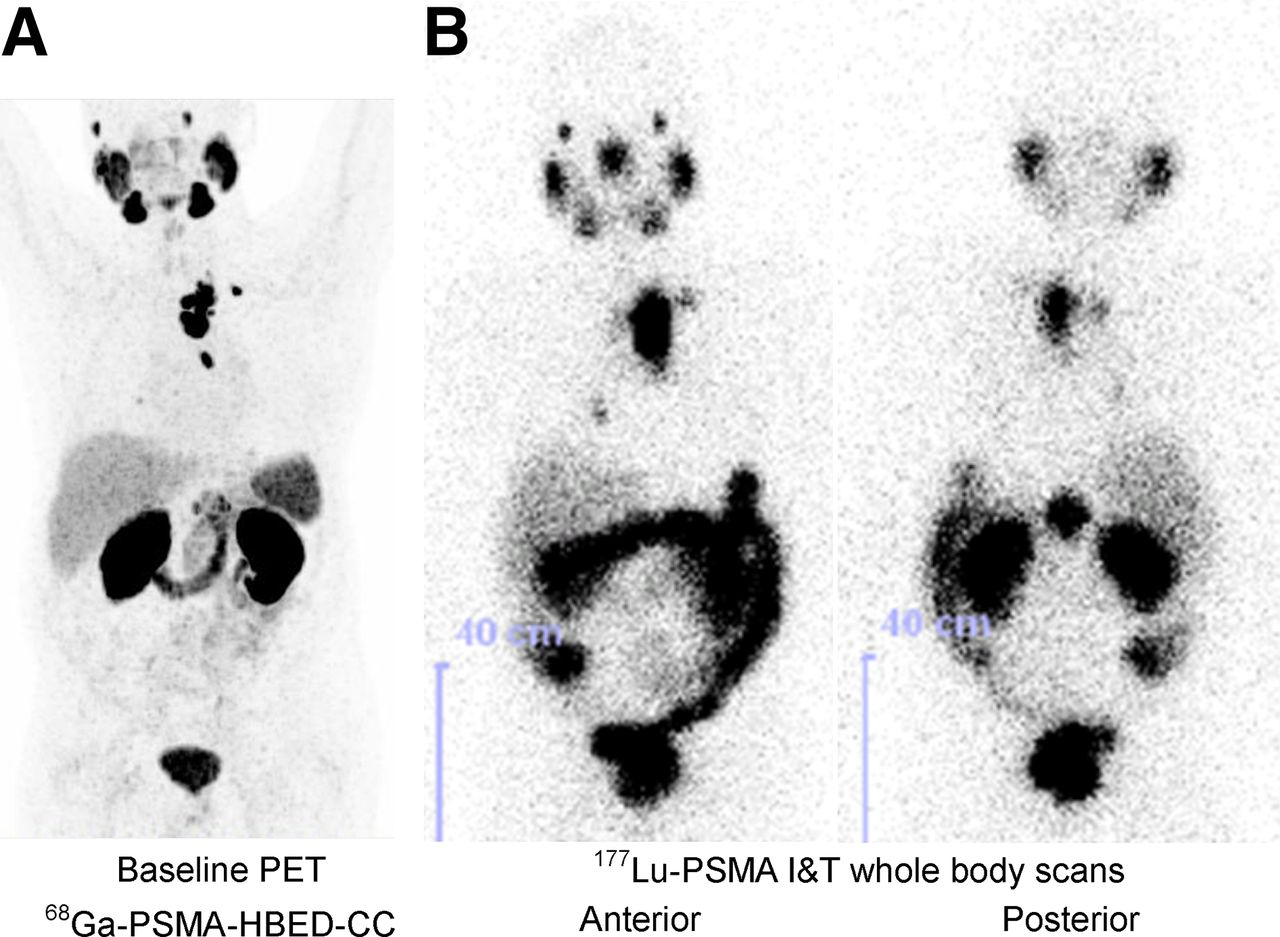 A
B
40 cm
40 cm
Baseline PET
⁶⁸Ga-PSMA-HBED-CC
¹⁷⁷Lu-PSMA I&T whole body scans
Anterior
Posterior